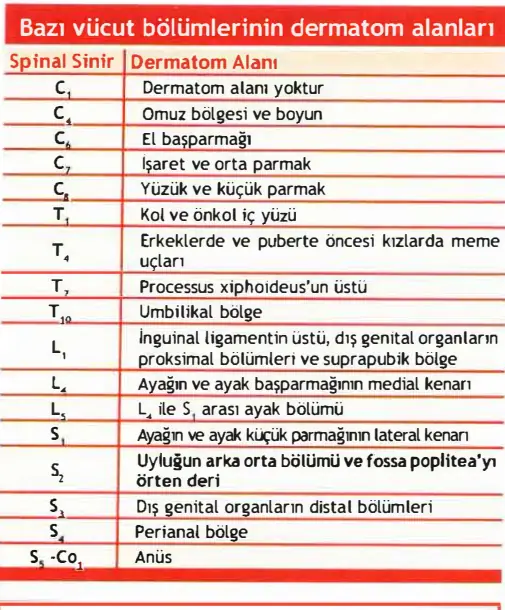 Bazı vücut bölümlerinin dermatom alanları
Spinal Sinir Dermatom Alanı
C₁ Dermatom alanı yoktur
C₄ Omuz bölgesi ve boyun
C₆ El başparmağı
C₇ İşaret ve orta parmak
C₈ Yüzük ve küçük parmak
T₁ Kol ve önkol iç yüzü
T₄ Erkeklerde ve puberte öncesi kızlarda meme
uçları
T₇ Processus xiphoideus'un üstü
T₁₀ Umbilikal bölge
L₁ İnguinal ligamentin üstü, dış genital organların
proksimal bölümleri ve suprapubik bölge
L₄ Ayağın ve ayak başparmağının medial kenarı
L₅ L₄ ile S₁ arası ayak bölümü
S₁ Ayağın ve ayak küçük parmağının lateral kenarı
S₂ Uyluğun arka orta bölümü ve fossa poplitea'yı
örten deri
S₃ Dış genital organların distal bölümleri
S₄ Perianal bölge
S₅ -Co₁ Anüs